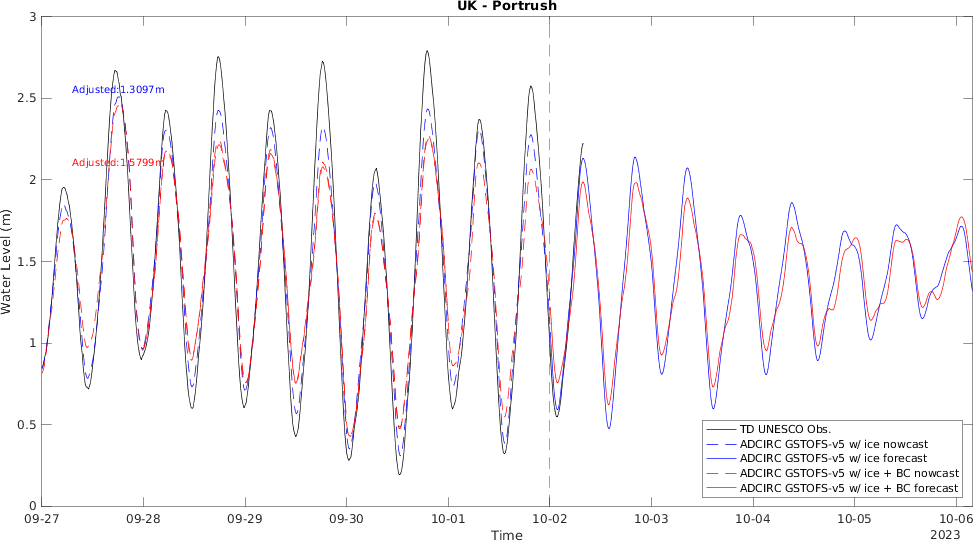 UK - Portrush
3
2.5
2
1.5
1
0.5
0
Water Level (m)
Adjusted:1.3097m
Adjusted:1.5799m
TD UNESCO Obs.
ADCIRC GSTOFS-v5 w/ ice nowcast
ADCIRC GSTOFS-v5 w/ ice forecast
ADCIRC GSTOFS-v5 w/ ice + BC nowcast
ADCIRC GSTOFS-v5 w/ ice + BC forecast
09-27 09-28 09-29 09-30 10-01 10-02 10-03 10-04 10-05 10-06
Time
2023